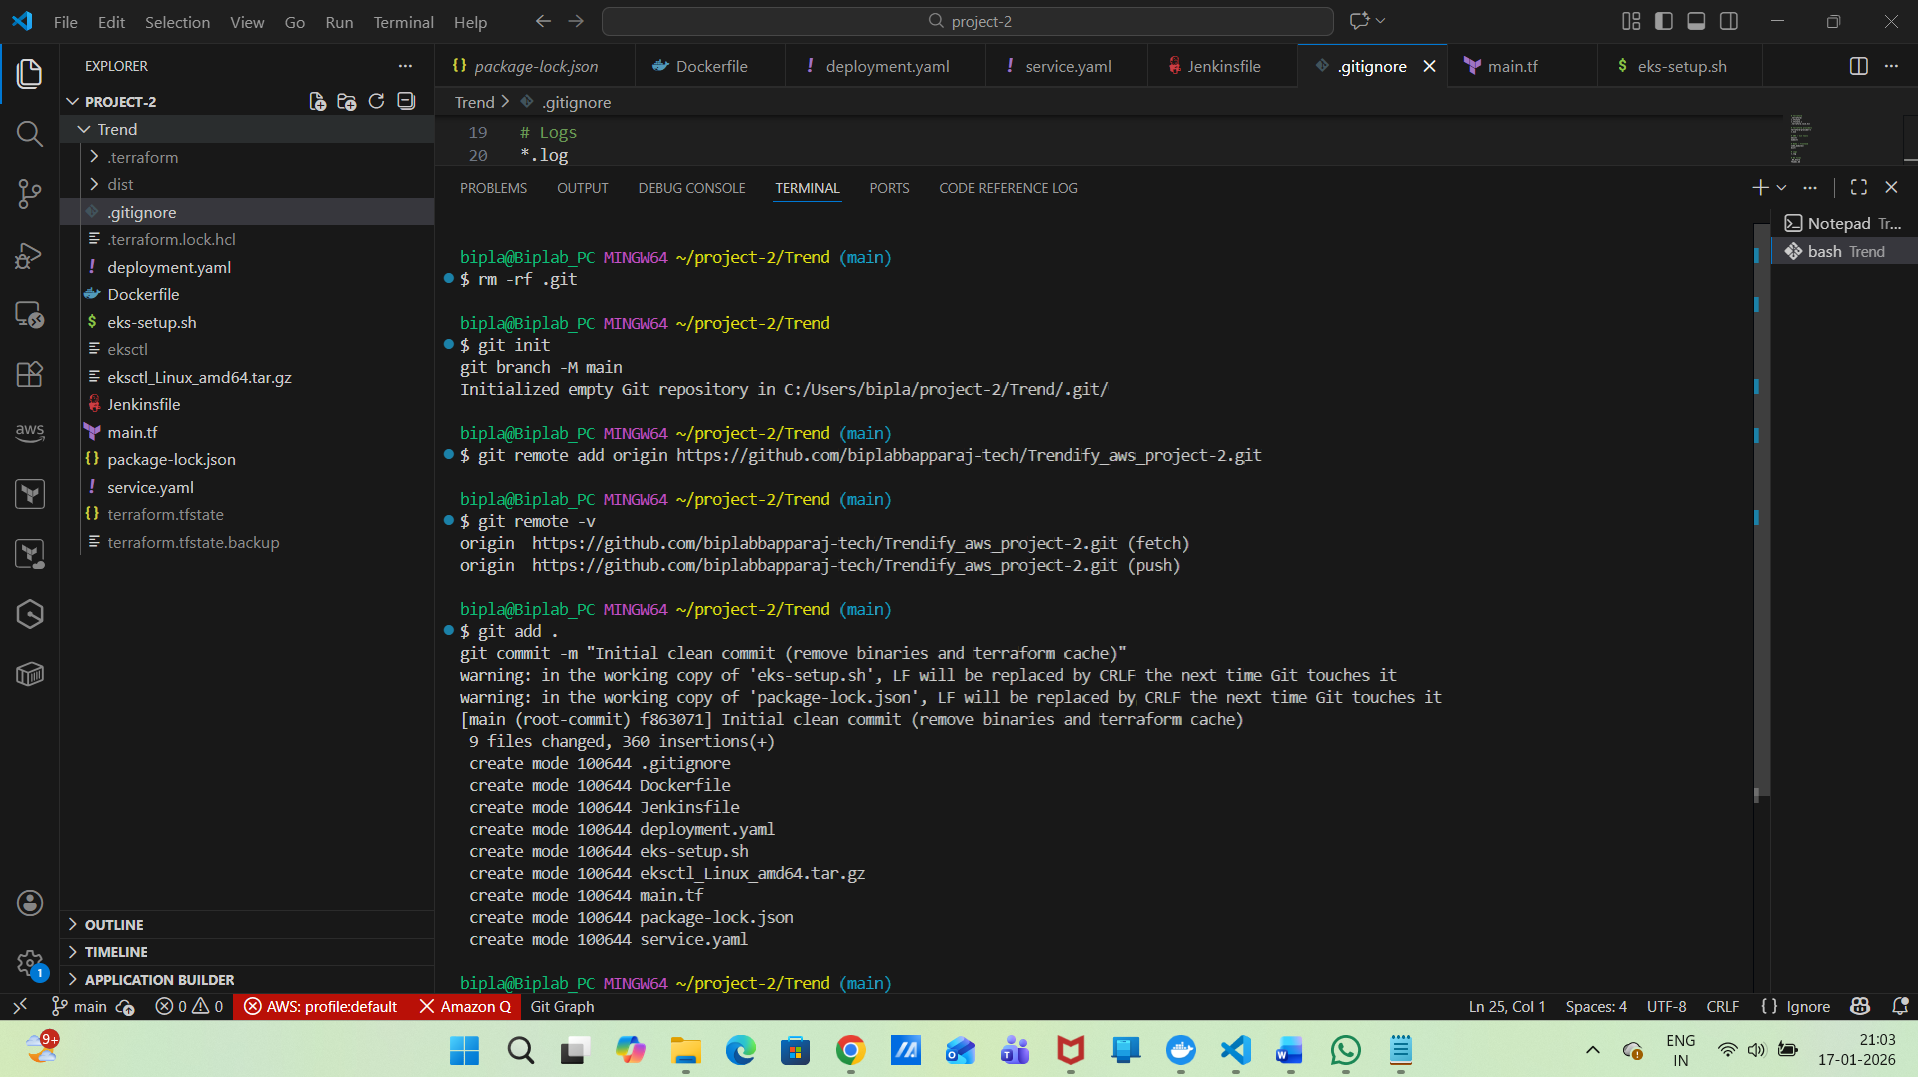 File Edit Selection View Go Run Terminal Help
project-2
EXPLORER
PROJECT-2
Trend
.terraform
dist
.gitignore
.terraform.lock.hcl
deployment.yaml
Dockerfile
eks-setup.sh
eksctl
eksctl_Linux_amd64.tar.gz
Jenkinsfile
main.tf
package-lock.json
service.yaml
terraform.tfstate
terraform.tfstate.backup
OUTLINE
TIMELINE
APPLICATION BUILDER
aws
1
package-lock.json Dockerfile deployment.yaml service.yaml Jenkinsfile .gitignore main.tf eks-setup.sh
Trend > .gitignore
19 # Logs
20 *.log
PROBLEMS OUTPUT DEBUG CONSOLE TERMINAL PORTS CODE REFERENCE LOG
Notepad Tr...
bash Trend
bipla@Biplab_PC MINGW64 ~/project-2/Trend (main)
$ rm -rf .git
bipla@Biplab_PC MINGW64 ~/project-2/Trend
$ git init
git branch -M main
Initialized empty Git repository in C:/Users/bipla/project-2/Trend/.git/
bipla@Biplab_PC MINGW64 ~/project-2/Trend (main)
$ git remote add origin https://github.com/biplabbapparaj-tech/Trendify_aws_project-2.git
bipla@Biplab_PC MINGW64 ~/project-2/Trend (main)
$ git remote -v
origin https://github.com/biplabbapparaj-tech/Trendify_aws_project-2.git (fetch)
origin https://github.com/biplabbapparaj-tech/Trendify_aws_project-2.git (push)
bipla@Biplab_PC MINGW64 ~/project-2/Trend (main)
$ git add .
git commit -m "Initial clean commit (remove binaries and terraform cache)"
warning: in the working copy of 'eks-setup.sh', LF will be replaced by CRLF the next time Git touches it
warning: in the working copy of 'package-lock.json', LF will be replaced by CRLF the next time Git touches it
[main (root-commit) f863071] Initial clean commit (remove binaries and terraform cache)
9 files changed, 360 insertions(+)
create mode 100644 .gitignore
create mode 100644 Dockerfile
create mode 100644 Jenkinsfile
create mode 100644 deployment.yaml
create mode 100644 eks-setup.sh
create mode 100644 eksctl_Linux_amd64.tar.gz
create mode 100644 main.tf
create mode 100644 package-lock.json
create mode 100644 service.yaml
bipla@Biplab_PC MINGW64 ~/project-2/Trend (main)
main 0 0 AWS: profile:default Amazon Q Git Graph Ln 25, Col 1 Spaces: 4 UTF-8 CRLF { } Ignore
9+
ENG
IN
21:03
17-01-2026